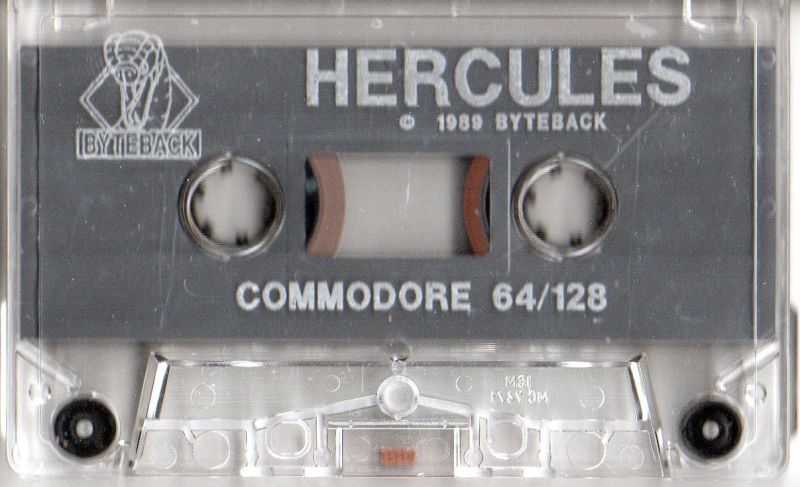 HERCULES
© 1989 BYTEBACK
BYTEBACK
COMMODORE 64/128